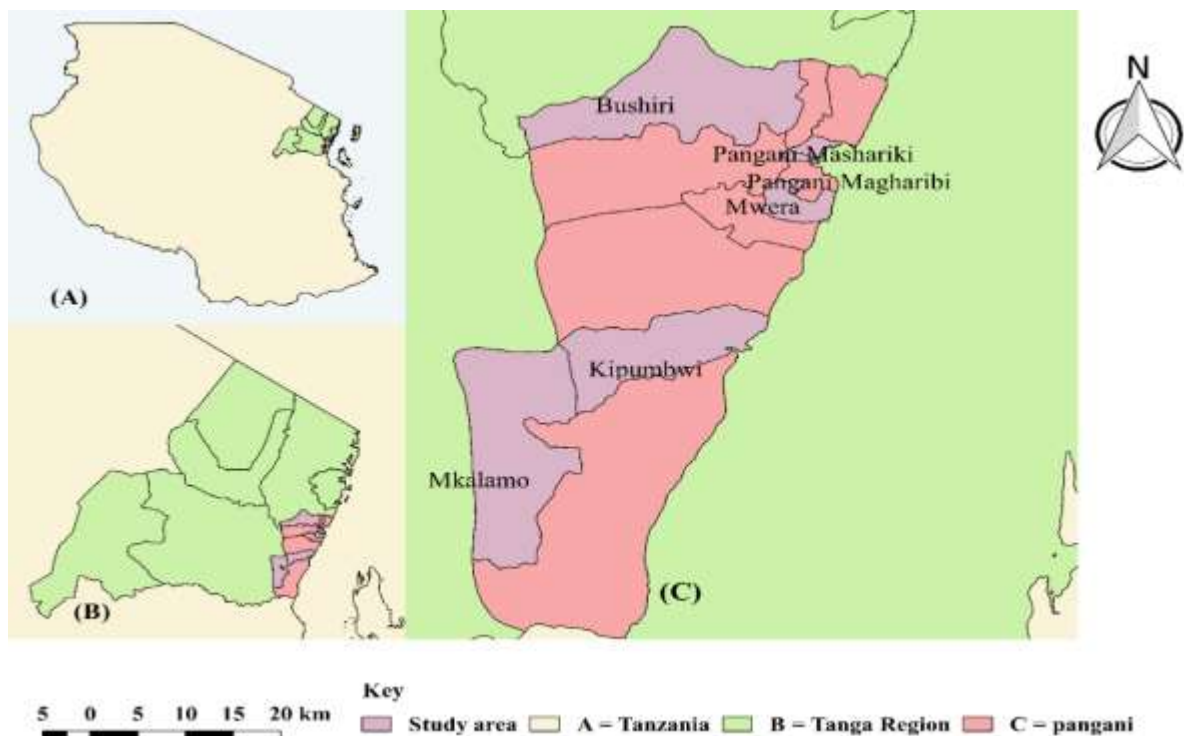 N
Bushiri
Pangani Mashariki
Pangani Magharibi
Mwera
(A)
Kipumbwi
Mkalamo
(B)
(C)
Key
5 0 5 10 15 20 km
Study area A = Tanzania B = Tanga Region C = pangani